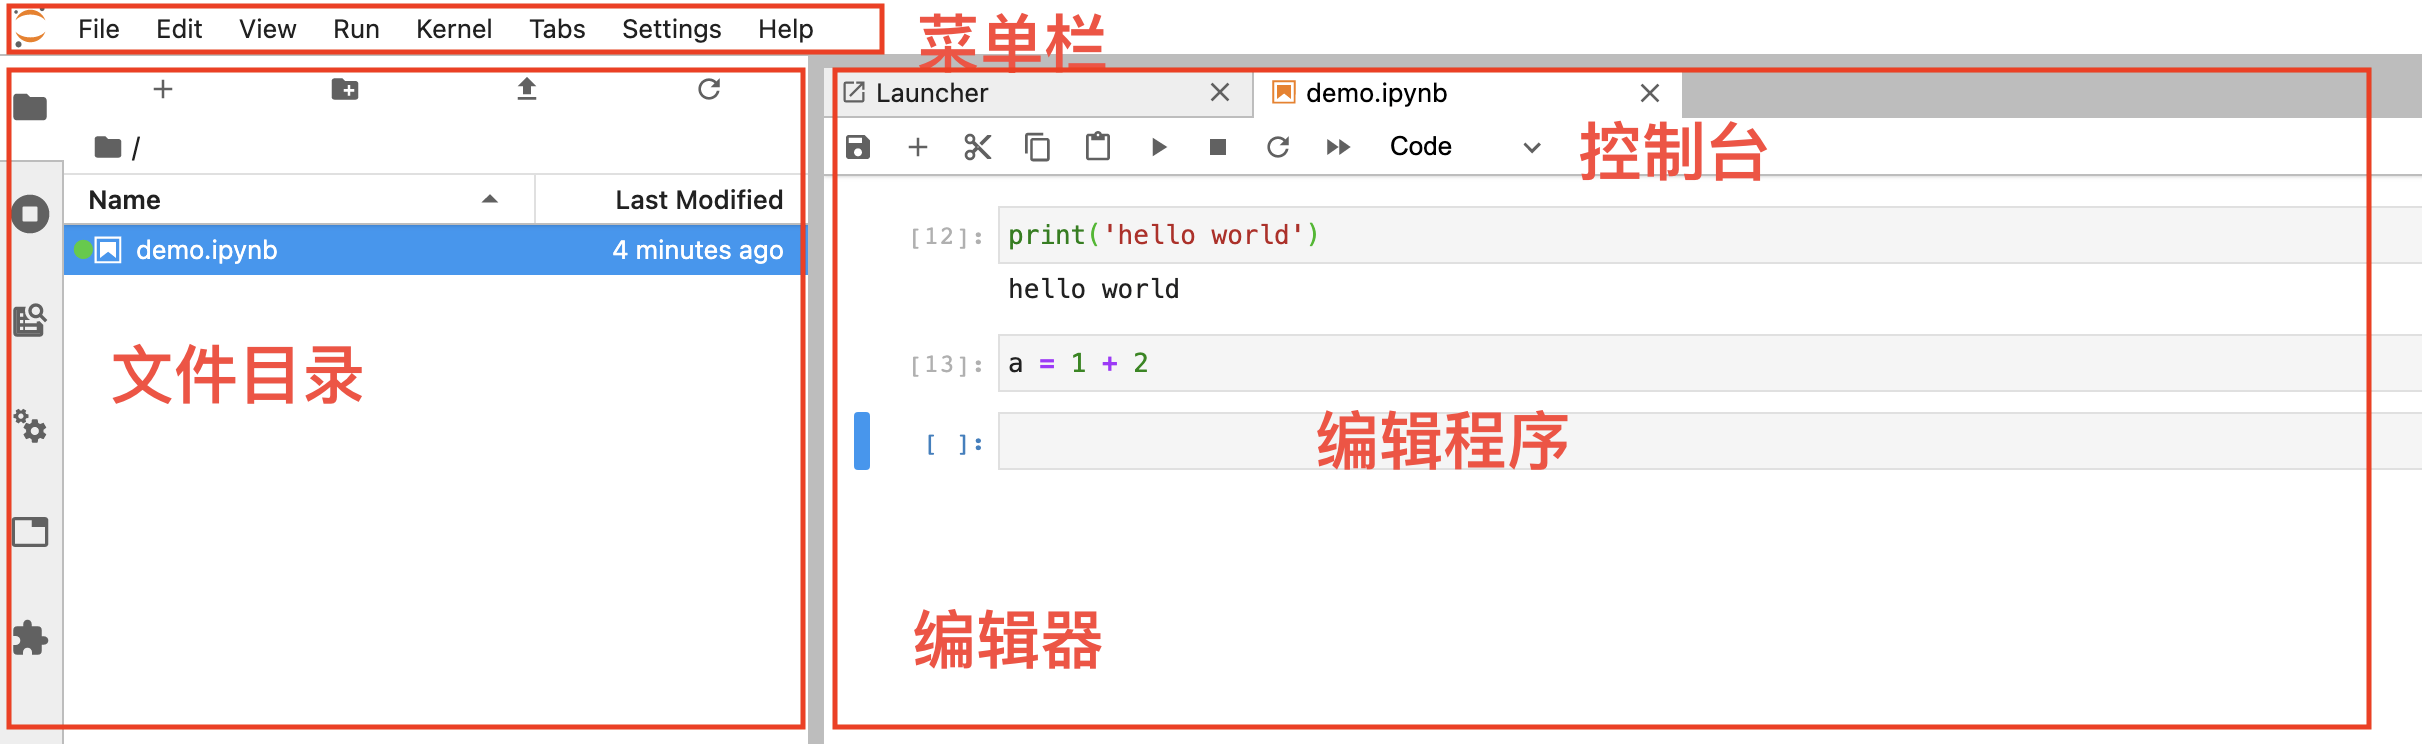 File Edit View Run Kernel Tabs Settings Help
菜单栏
Launcher demo.ipynb
/
Code
控制台
Name Last Modified
demo.ipynb 4 minutes ago
[12]: print('hello world')
hello world
[13]: a = 1 + 2
[ ]:
文件目录
编辑程序
编辑器